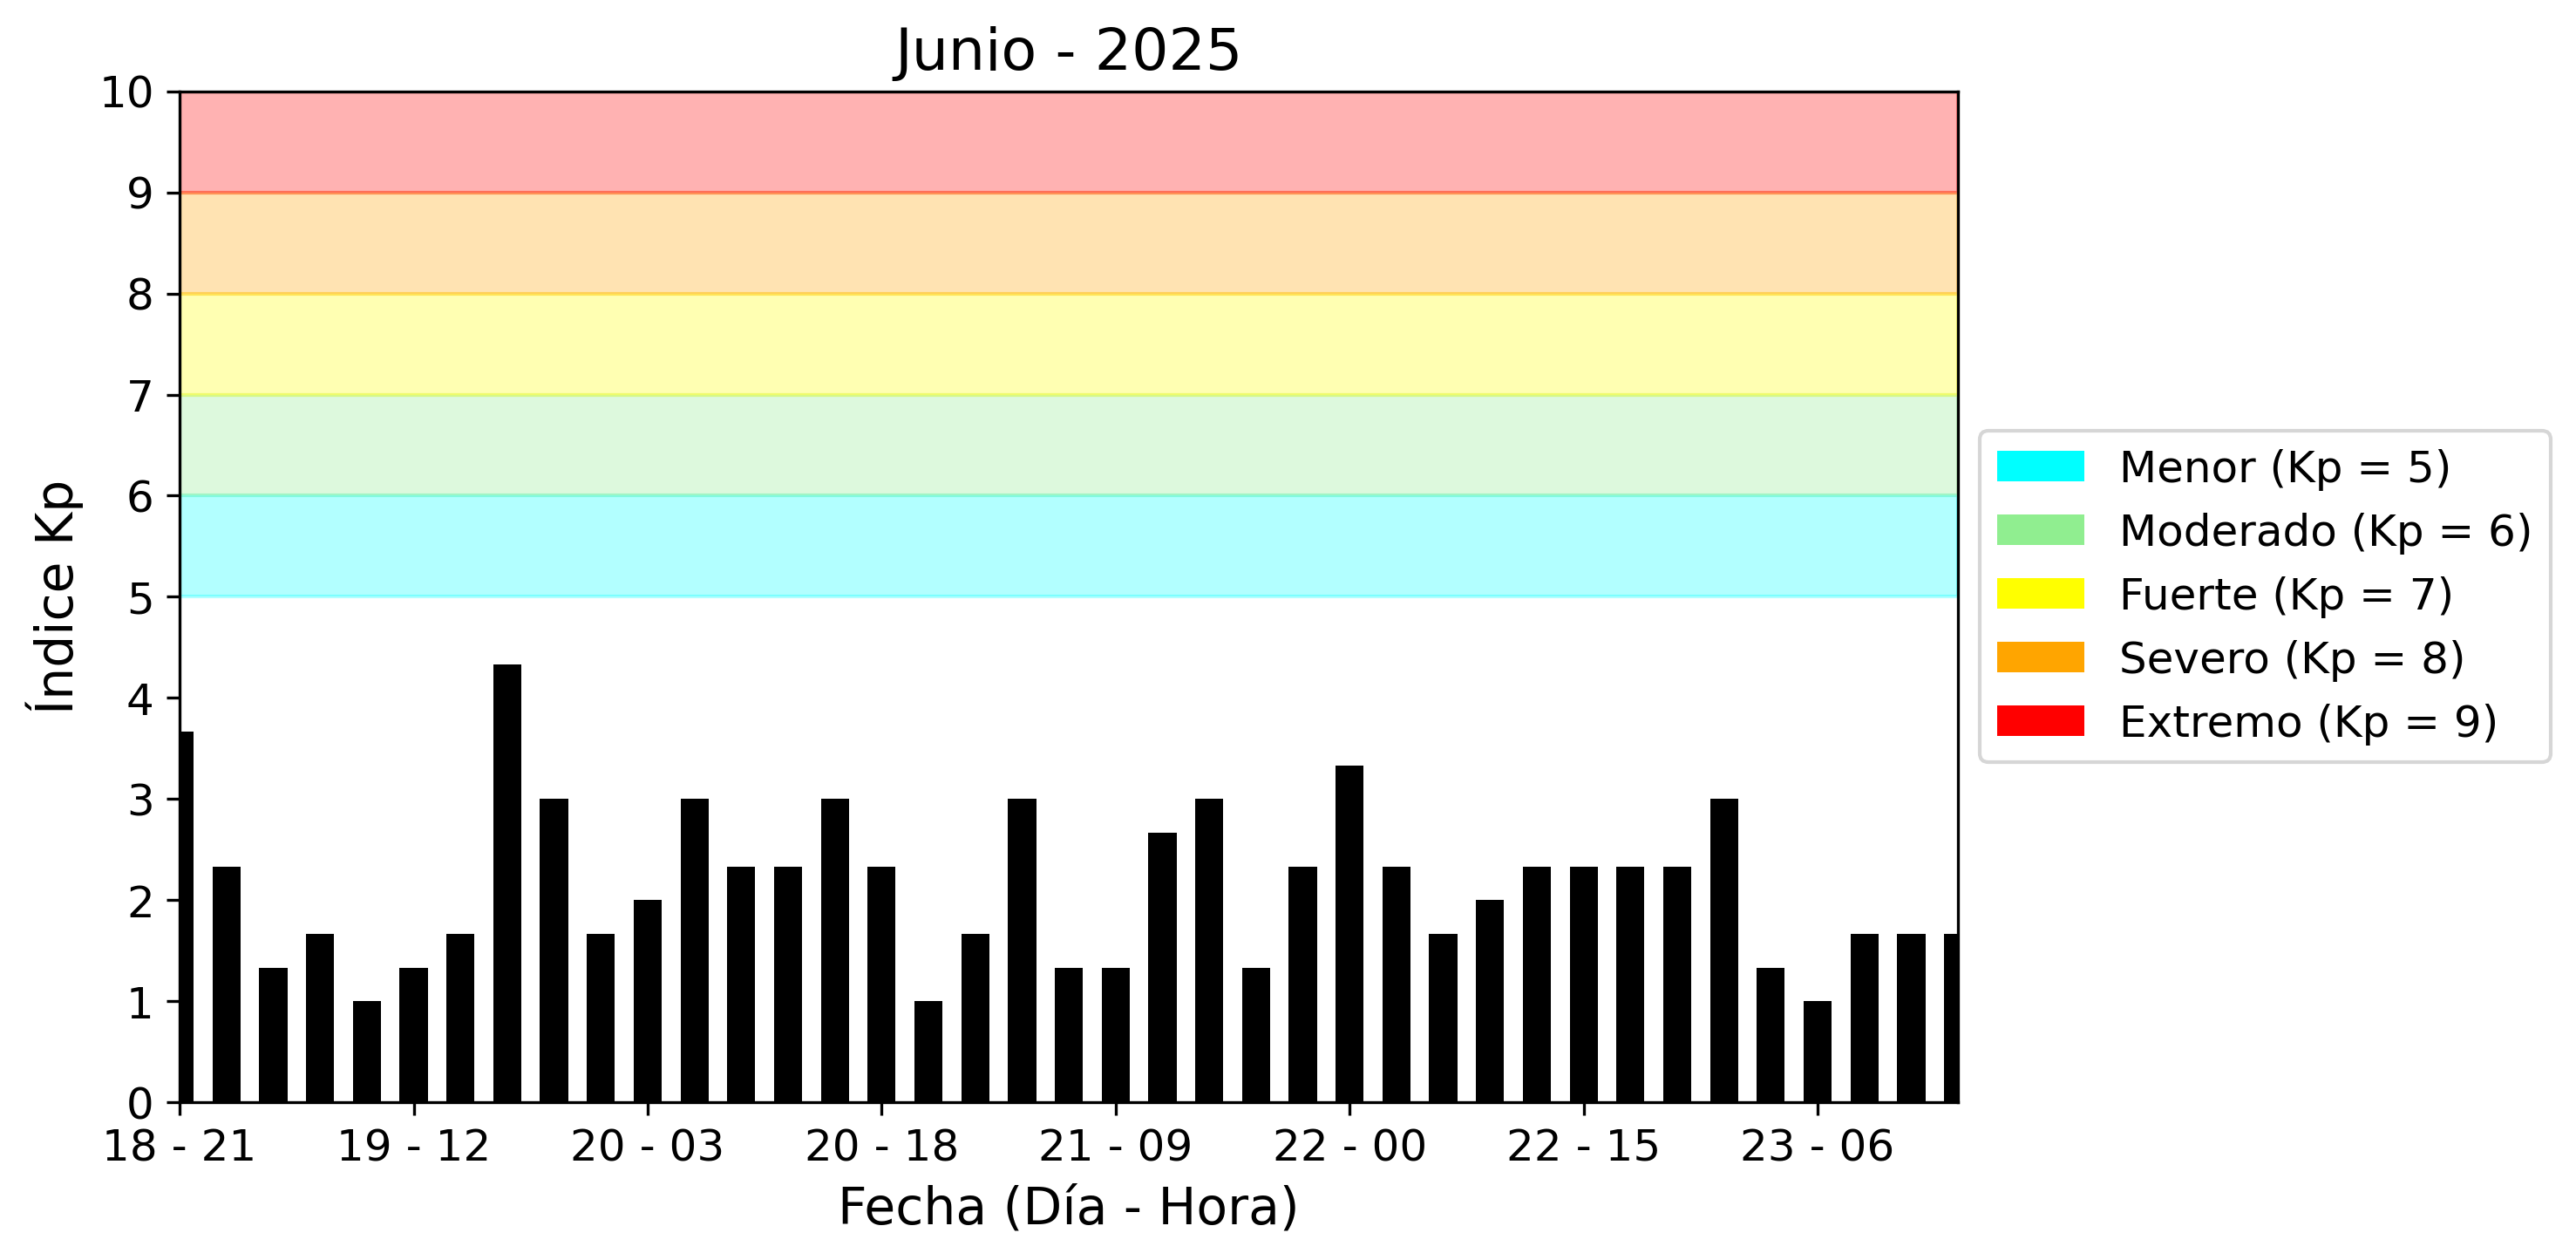 Junio - 2025
10
9
8
7
6
5
4
3
2
1
0
Índice Kp
18 - 21
19 - 12
20 - 03
20 - 18
21 - 09
22 - 00
22 - 15
23 - 06
Fecha (Día - Hora)
Menor (Kp = 5)
Moderado (Kp = 6)
Fuerte (Kp = 7)
Severo (Kp = 8)
Extremo (Kp = 9)